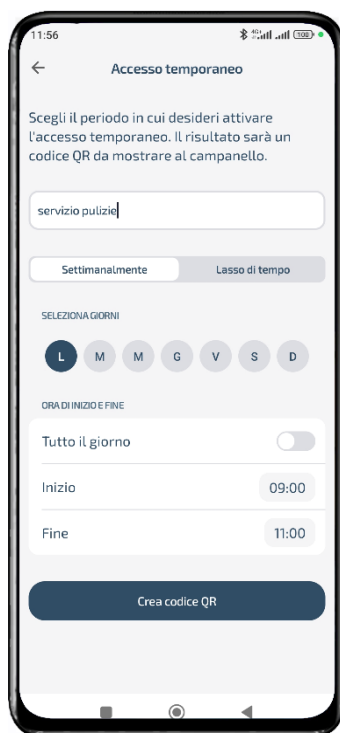 11:56
4G+
100
Accesso temporaneo
Scegli il periodo in cui desideri attivare
l'accesso temporaneo. Il risultato sarà un
codice QR da mostrare al campanello.
servizio pulizie
Settimanalmente Lasso di tempo
SELEZIONA GIORNI
L M M G V S D
ORA DI INIZIO E FINE
Tutto il giorno
Inizio 09:00
Fine 11:00
Crea codice QR